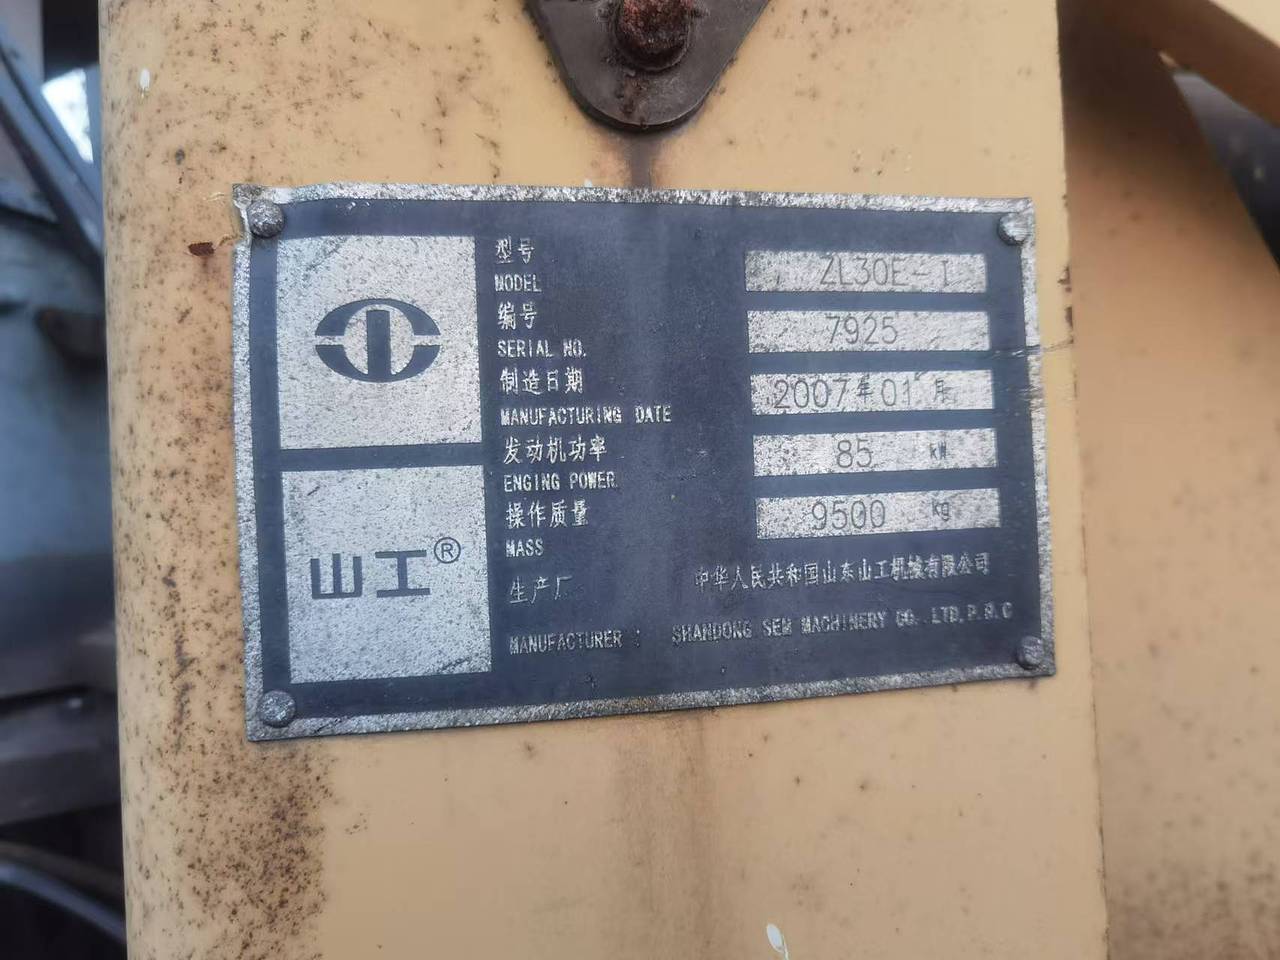 型号 ZL30E-I
MODEL
编号 7925
SERIAL NO.
制造日期 2007年01月
MANUFACTURING DATE
发动机功率 85 kW
ENGING POWER
操作质量 9500 kg
MASS
生产厂 中华人民共和国山东山工机械有限公司
MANUFACTURER : SHANDONG SEM MACHINERY CO., LTD.P.R.C
山工®